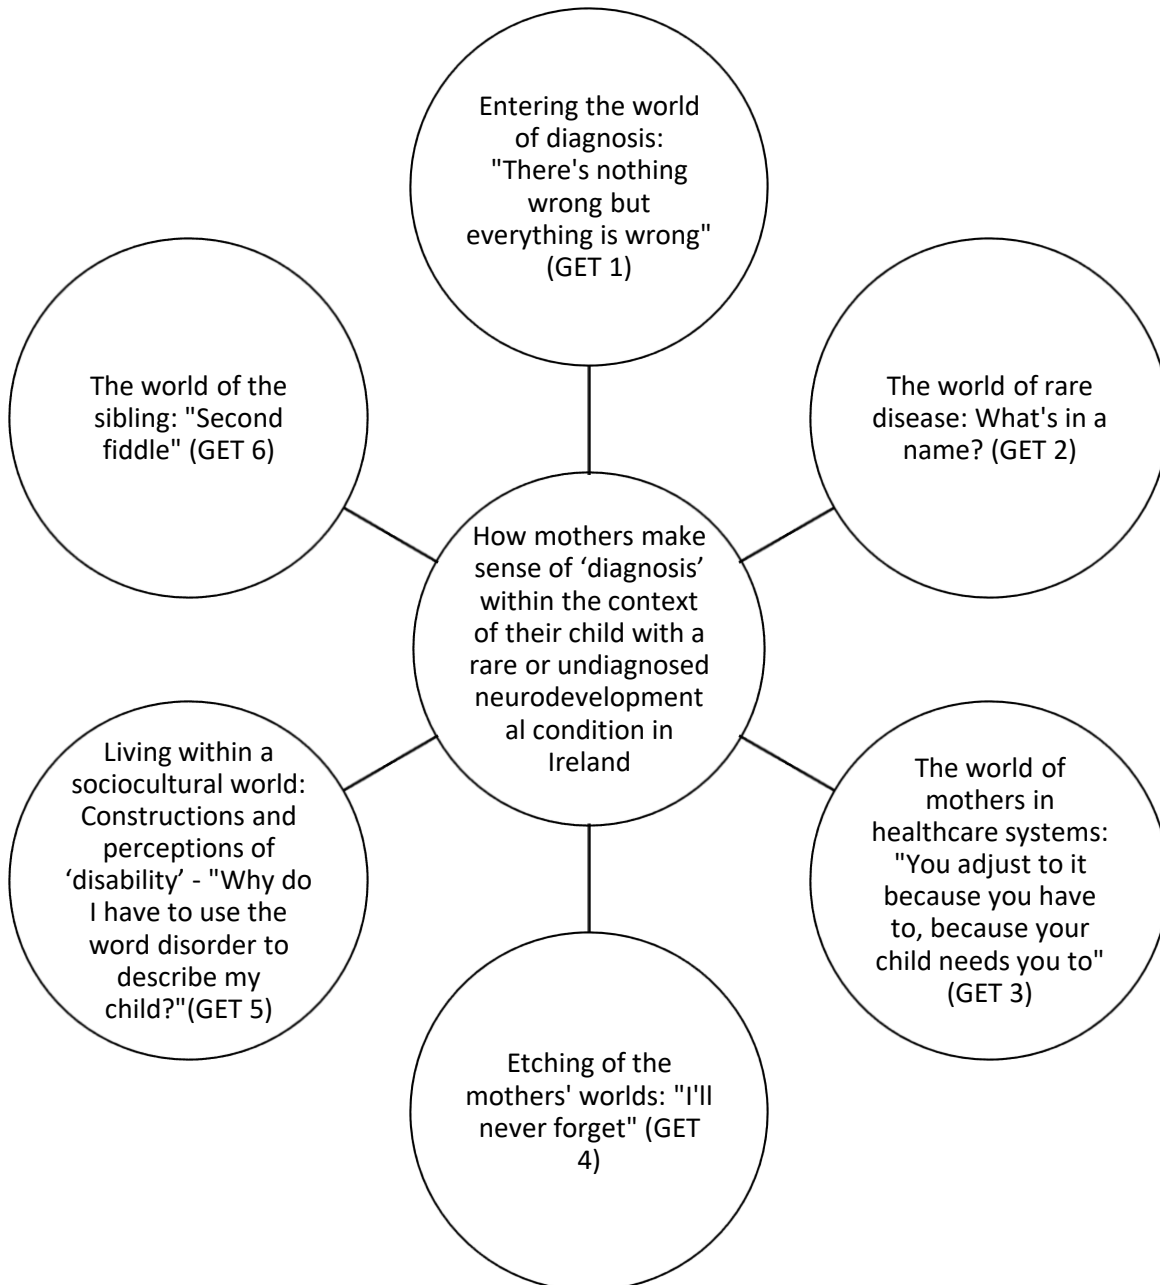 Entering the world
of diagnosis:
"There's nothing
wrong but
everything is wrong"
(GET 1)
The world of rare
disease: What's in a
name? (GET 2)
The world of
mothers in
healthcare systems:
"You adjust to it
because you have
to, because your
child needs you to"
(GET 3)
Etching of the
mothers' worlds: "I'll
never forget" (GET
4)
Living within a
sociocultural world:
Constructions and
perceptions of
‘disability’ - "Why do
I have to use the
word disorder to
describe my
child?"(GET 5)
The world of the
sibling: "Second
fiddle" (GET 6)
How mothers make
sense of ‘diagnosis’
within the context
of their child with a
rare or undiagnosed
neurodevelopment
al condition in
Ireland